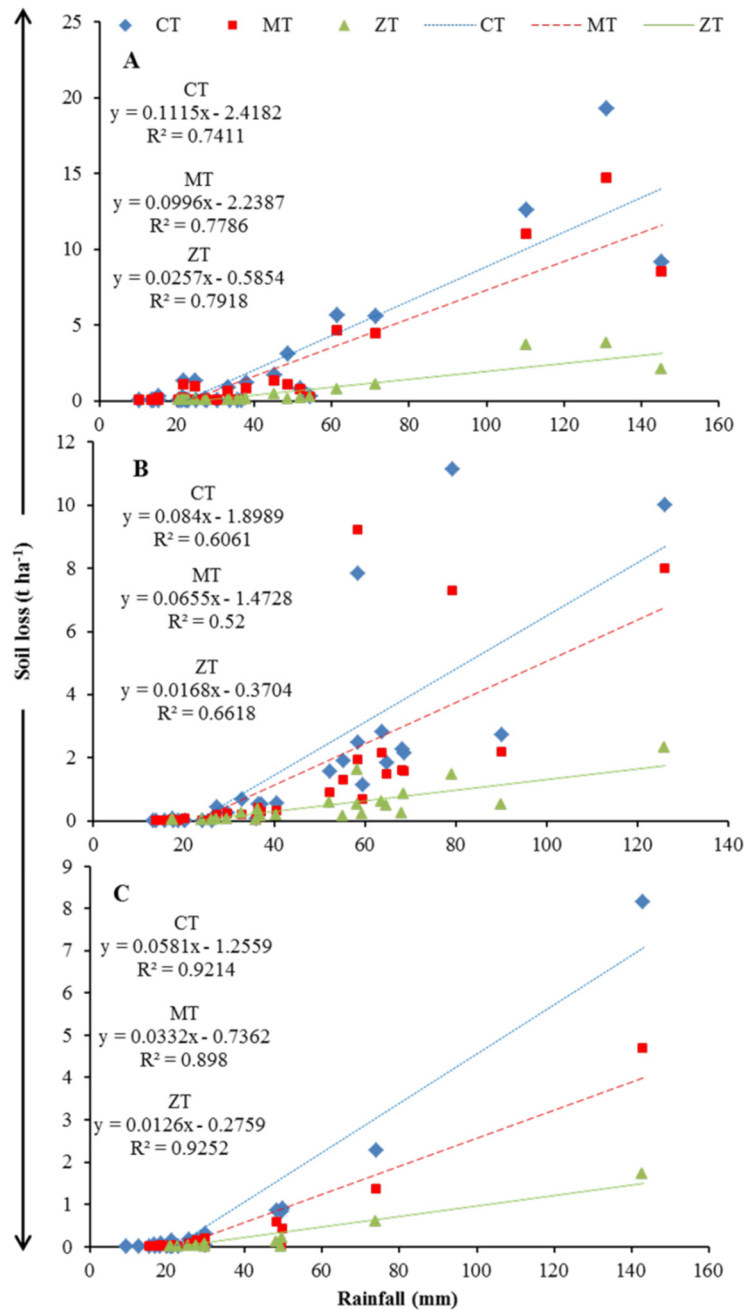 CT MT ZT CT MT ZT
25
A
CT
y = 0.1115x - 2.4182
R² = 0.7411
20
MT
y = 0.0996x - 2.2387
R² = 0.7786
15
ZT
y = 0.0257x - 0.5854
R² = 0.7918
10
5
0
0 20 40 60 80 100 120 140 160
12
B
CT
y = 0.084x - 1.8989
R² = 0.6061
10
MT
y = 0.0655x - 1.4728
R² = 0.52
8
6
ZT
y = 0.0168x - 0.3704
R² = 0.6618
4
2
0
0 20 40 60 80 100 120 140
Soil loss (t ha⁻¹)
9
C
CT
y = 0.0581x - 1.2559
R² = 0.9214
8
7
6
MT
y = 0.0332x - 0.7362
R² = 0.898
5
4
ZT
y = 0.0126x - 0.2759
R² = 0.9252
3
2
1
0
0 20 40 60 80 100 120 140 160
Rainfall (mm)